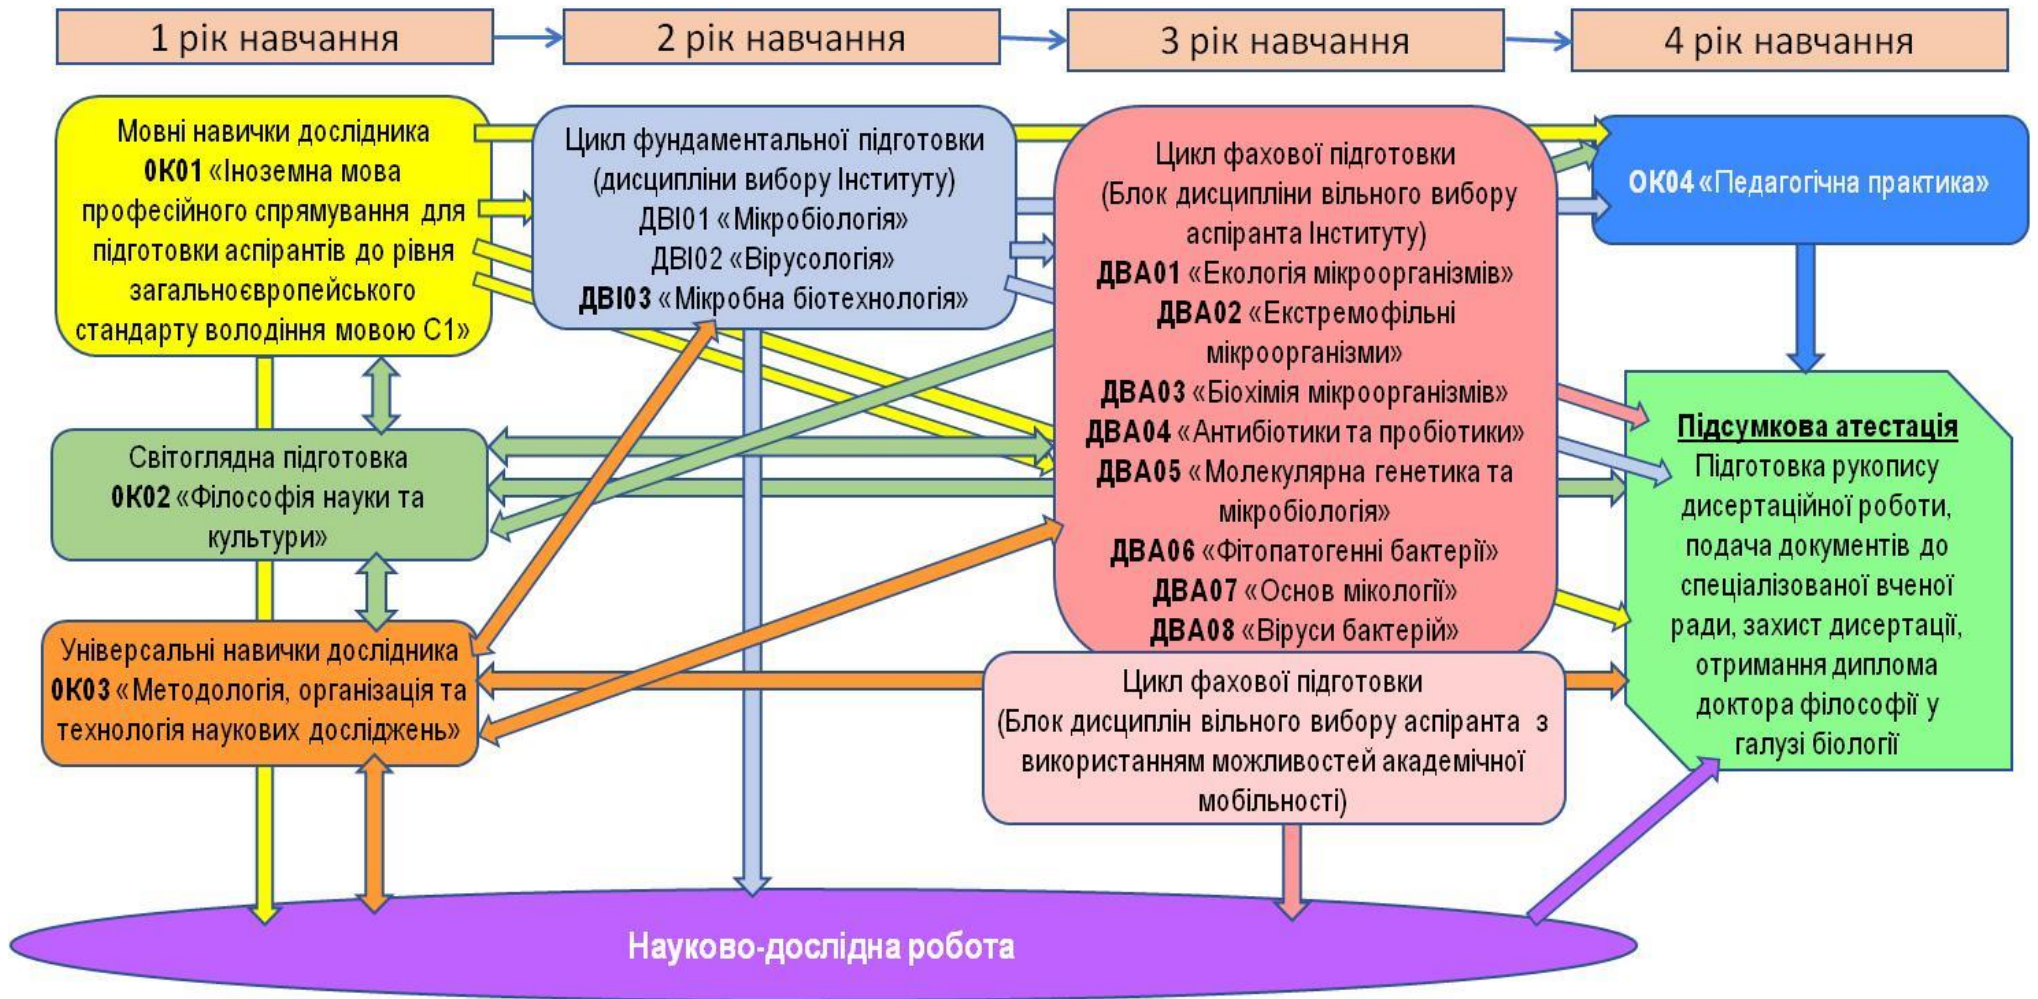 1 рік навчання
2 рік навчання
3 рік навчання
4 рік навчання
Мовні навички дослідника
0К01 «Іноземна мова
професійного спрямування для
підготовки аспірантів до рівня
загальноєвропейського
стандарту володіння мовою С1»
Світоглядна підготовка
0К02 «Філософія науки та
культури»
Універсальні навички дослідника
0К03 «Методологія, організація та
технологія наукових досліджень»
Цикл фундаментальної підготовки
(дисципліни вибору Інституту)
ДВІ01 «Мікробіологія»
ДВІ02 «Вірусологія»
ДВІ03 «Мікробна біотехнологія»
Цикл фахової підготовки
(Блок дисципліни вільного вибору
аспіранта Інституту)
ДВА01 «Екологія мікроорганізмів»
ДВА02 «Екстремофільні
мікроорганізми»
ДВА03 «Біохімія мікроорганізмів»
ДВА04 «Антибіотики та пробіотики»
ДВА05 «Молекулярна генетика та
мікробіологія»
ДВА06 «Фітопатогенні бактерії»
ДВА07 «Основ мікології»
ДВА08 «Віруси бактерій»
Цикл фахової підготовки
(Блок дисциплін вільного вибору аспіранта з
використанням можливостей академічної
мобільності)
ОК04 «Педагогічна практика»
Підсумкова атестація
Підготовка рукопису
дисертаційної роботи,
подача документів до
спеціалізованої вченої
ради, захист дисертації,
отримання диплома
доктора філософії у
галузі біології
Науково-дослідна робота